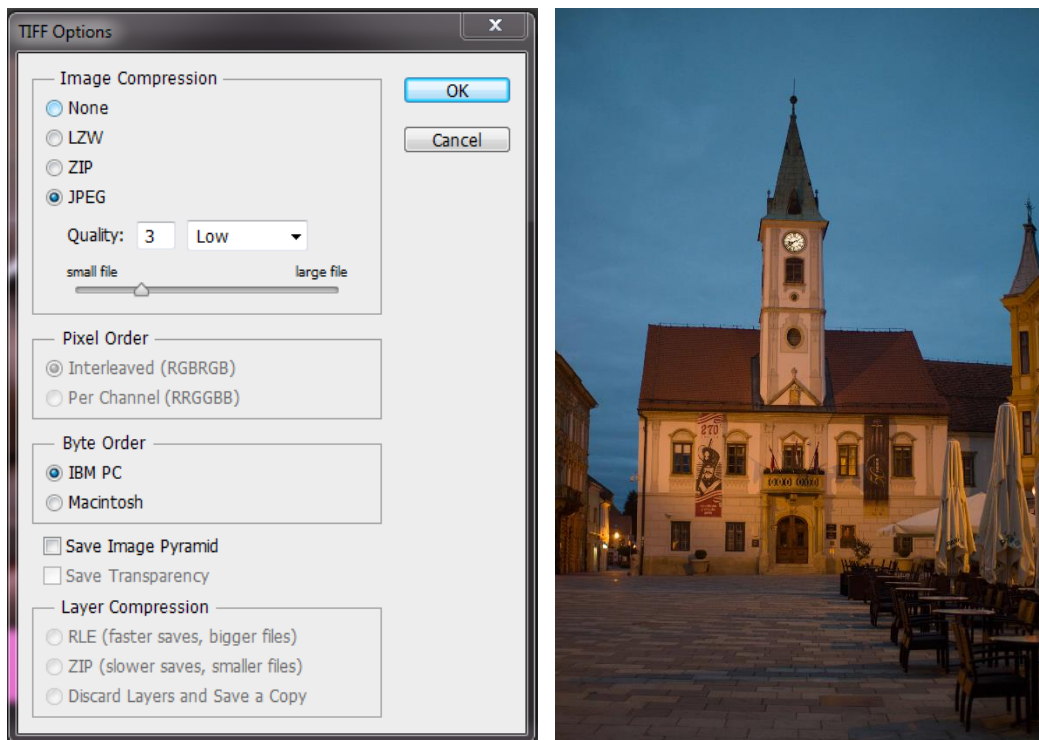 TIFF Options
x
Image Compression
None
LZW
ZIP
JPEG
Quality: 3 Low
small file large file
OK
Cancel
Pixel Order
Interleaved (RGBRGB)
Per Channel (RRGGBB)
Byte Order
IBM PC
Macintosh
Save Image Pyramid
Save Transparency
Layer Compression
RLE (faster saves, bigger files)
ZIP (slower saves, smaller files)
Discard Layers and Save a Copy
270